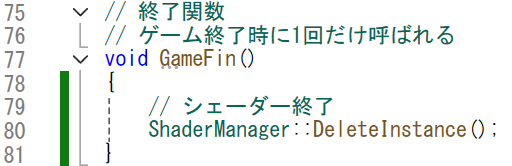 75 // 終了関数
76 // ゲーム終了時に1回だけ呼ばれる
77 void GameFin()
78 {
79 // シェーダー終了
80 ShaderManager::DeleteInstance();
81 }